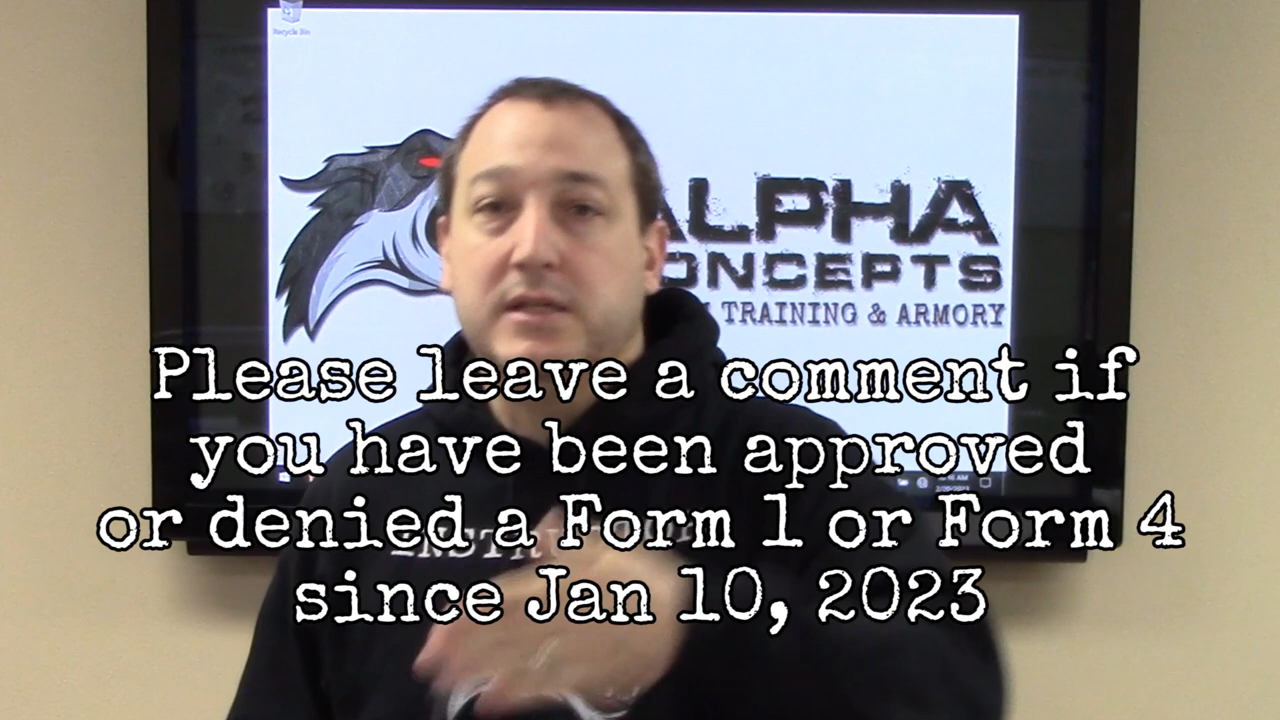 Recycle Bin
ALPHA
ONCEPTS
TRAINING & ARMORY
Please leave a comment if
you have been approved
or denied a Form 1 or Form 4
since Jan 10, 2023